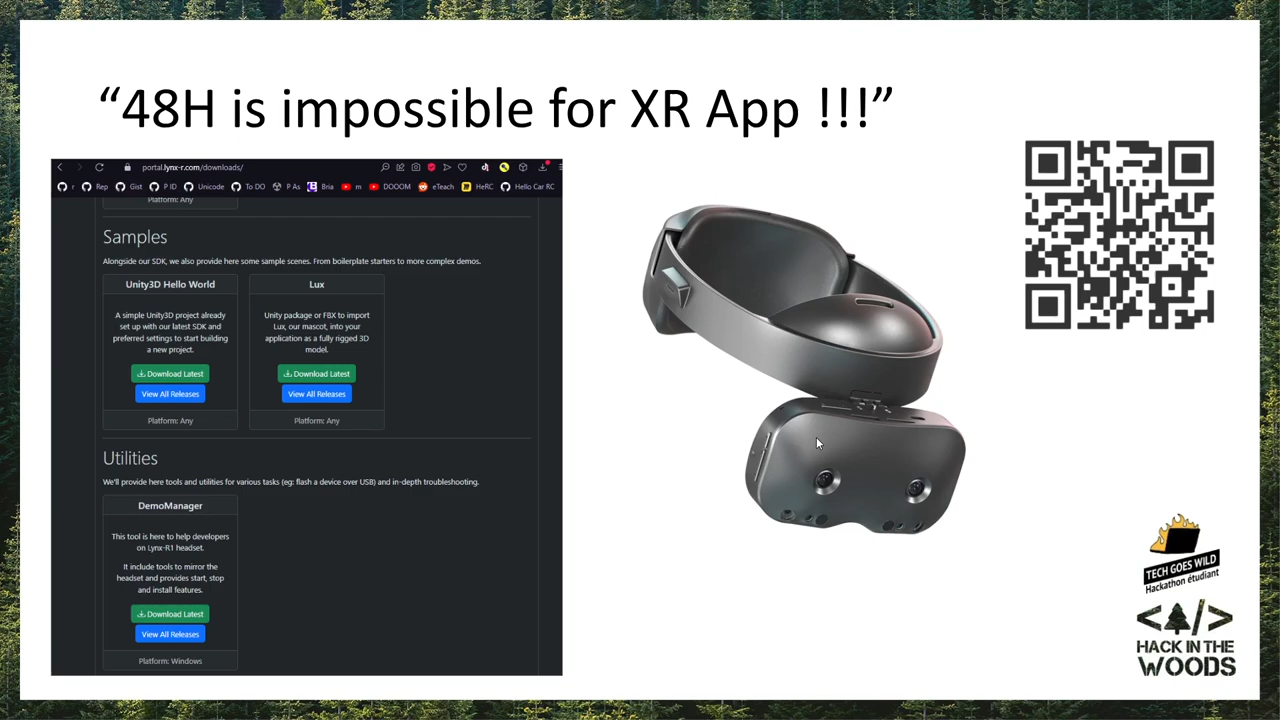 “48H is impossible for XR App !!!”
portal.lynx-r.com/downloads/
r Rep Gist P ID Unicode To DO P As Bria m DOOOM eTeach HeRC Hello Car RC
Platform: Any
Samples
Alongside our SDK, we also provide here some sample scenes. From boilerplate starters to more complex demos.
Unity3D Hello World
A simple Unity3D project already
set up with our latest SDK and
preferred settings to start building
a new project.
Download Latest
View All Releases
Platform: Any
Lux
Unity package or FBX to import
Lux, our mascot, into your
application as a fully rigged 3D
model.
Download Latest
View All Releases
Platform: Any
Utilities
We'll provide here tools and utilities for various tasks (eg: flash a device over USB) and in-depth troubleshooting.
DemoManager
This tool is here to help developers
on Lynx-R1 headset.
It include tools to mirror the
headset and provides start, stop
and install features.
Download Latest
View All Releases
Platform: Windows
TECH GOES WILD
Hackathon étudiant
HACK IN THE
WOODS